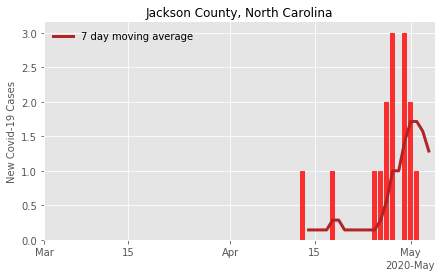 Jackson County, North Carolina
7 day moving average
New Covid-19 Cases
3.0
2.5
2.0
1.5
1.0
0.5
0.0
Mar 15 Apr 15 May
2020-May